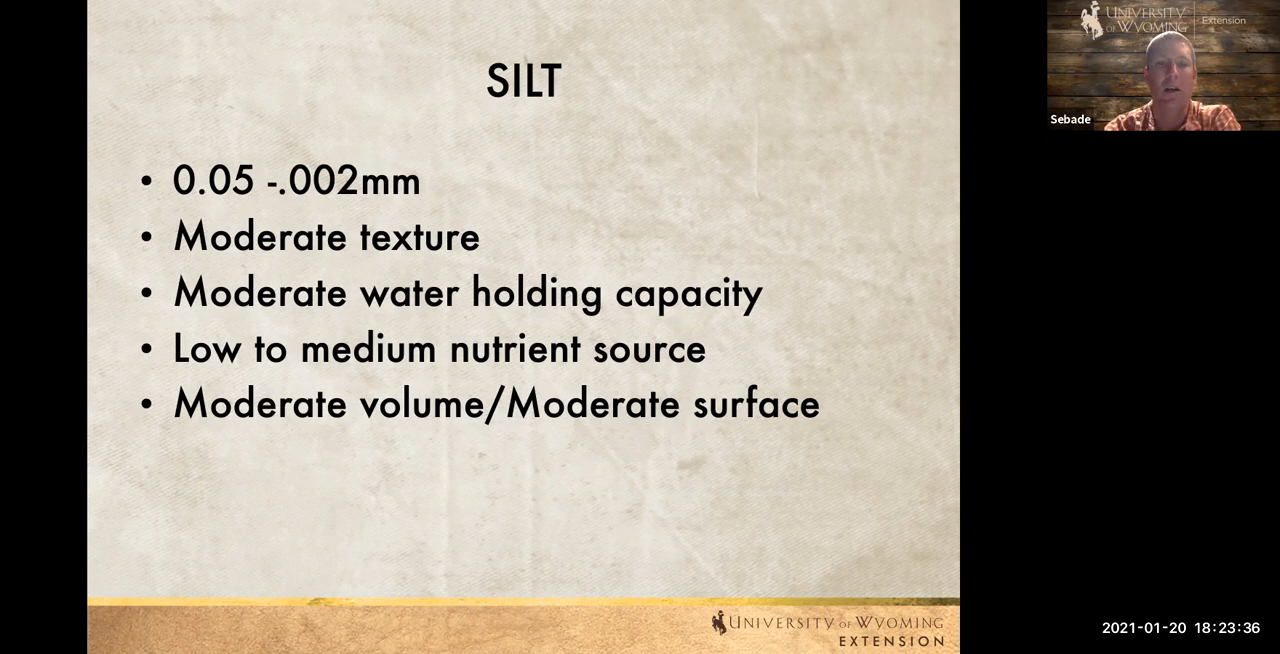 SILT
• 0.05 -.002mm
• Moderate texture
• Moderate water holding capacity
• Low to medium nutrient source
• Moderate volume/Moderate surface
UNIVERSITY OF WYOMING
EXTENSION
UNIVERSITY
OF WYOMING
Extension
Sebade
2021-01-20 18:23:36